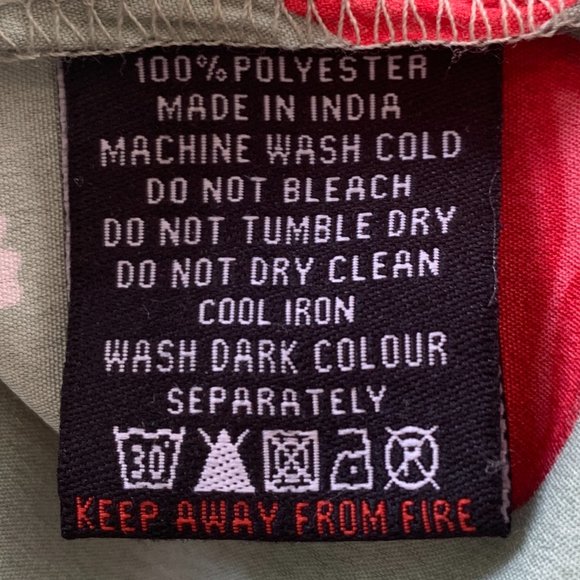 100% POLYESTER
MADE IN INDIA
MACHINE WASH COLD
DO NOT BLEACH
DO NOT TUMBLE DRY
DO NOT DRY CLEAN
COOL IRON
WASH DARK COLOUR
SEPARATELY
30°
KEEP AWAY FROM FIRE